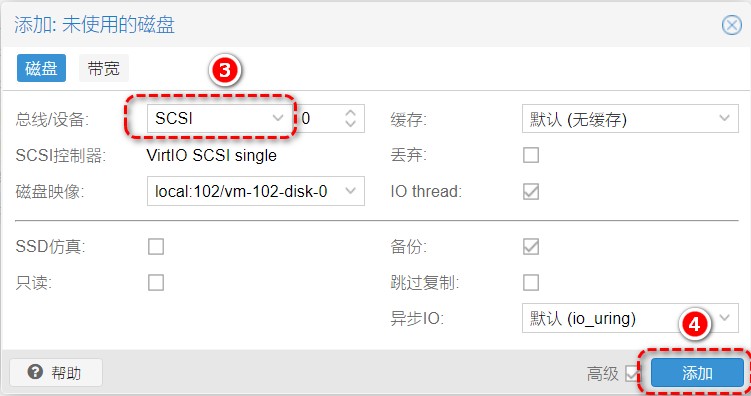 添加: 未使用的磁盘
磁盘 带宽
3
总线/设备: SCSI 0 缓存: 默认 (无缓存)
SCSI控制器: VirtIO SCSI single 丢弃:
磁盘映像: local:102/vm-102-disk-0 IO thread:
SSD仿真: 备份:
只读: 跳过复制:
异步IO: 默认 (io_uring)
4
? 帮助 高级 添加